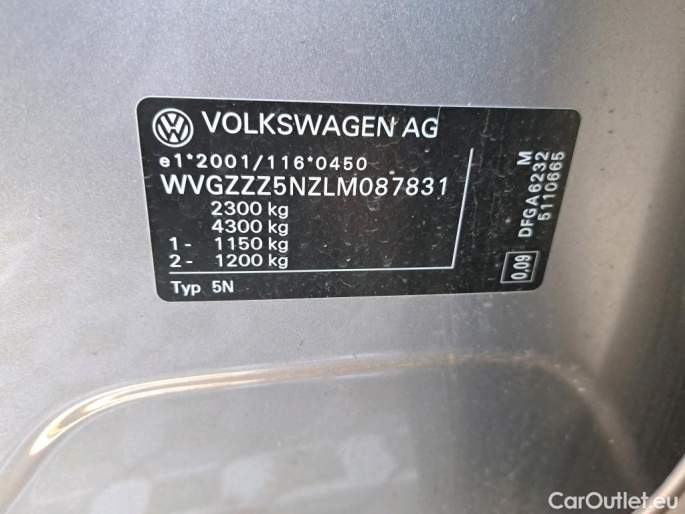 VOLKSWAGEN AG
e1*2001/116*0450
WVGZZZ5NZLM087831
2300 kg
4300 kg
1- 1150 kg
2- 1200 kg
Typ 5N
M
DFGA6232
5110665
0,09
CarOutlet.eu